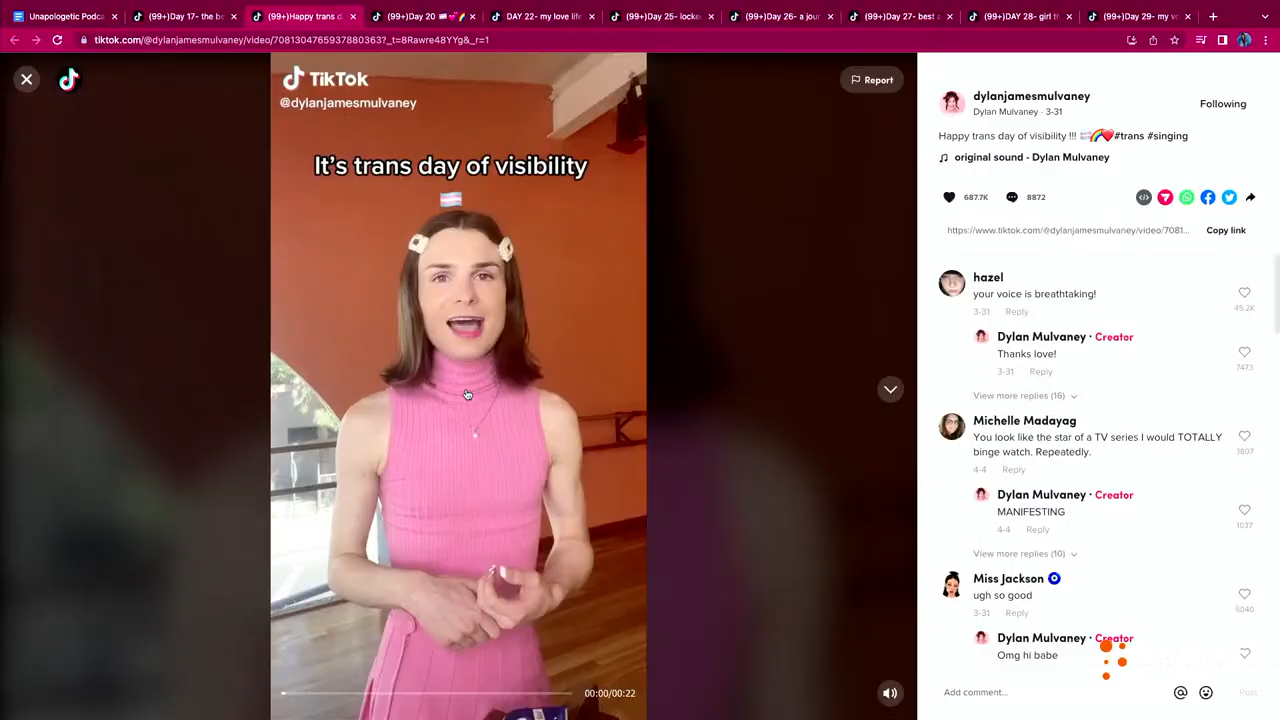 Unapologetic Podca
(99+)Day 17- the be
(99+)Happy trans d
(99+) Day 20
DAY 22- my love life
(99+) Day 25- locke
(99+) Day 26- a jour
(99+) Day 27- best a
(99+) DAY 28- girl th
(99+) Day 29- my vo
tiktok.com/@dylanjamesmulvaney/video/7081304765937880363?_t=8Rawre48YYg&_r=1
TikTok
@dylanjamesmulvaney
Report
It's trans day of visibility
00:00/00:22
dylanjamesmulvaney
Dylan Mulvaney · 3-31
Following
Happy trans day of visibility !!! 🏳️‍⚧️🌈❤️#trans #singing
original sound - Dylan Mulvaney
687.7K
8872
https://www.tiktok.com/@dylanjamesmulvaney/video/7081...
Copy link
hazel
your voice is breathtaking!
3-31 Reply
45.2K
Dylan Mulvaney · Creator
Thanks love!
3-31 Reply
7473
View more replies (16)
Michelle Madayag
You look like the star of a TV series I would TOTALLY
binge watch. Repeatedly.
4-4 Reply
Dylan Mulvaney · Creator
MANIFESTING
4-4 Reply
1037
View more replies (10)
Miss Jackson 🧿
ugh so good
3-31 Reply
5040
Dylan Mulvaney · Creator
Omg hi babe
Add comment...
Post